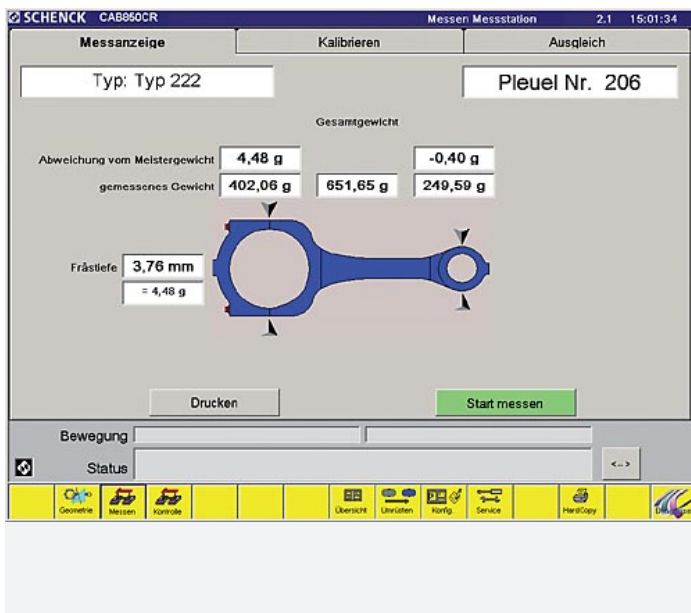 SCHENCK CAB850CR Messen Messstation 2.1 15:01:34
Messanzeige Kalibrieren Ausgleich
Typ: Typ 222 Pleuel Nr. 206
Gesamtgewicht
Abweichung vom Meistergewicht 4,48 g -0,40 g
gemessenes Gewicht 402,06 g 651,65 g 249,59 g
Frästiefe 3,76 mm
= 4,48 g
Drucken Start messen
Bewegung
Status <..>
Geometrie Messen Kontrolle Übersicht Umrüsten Konfig. Service HardCopy